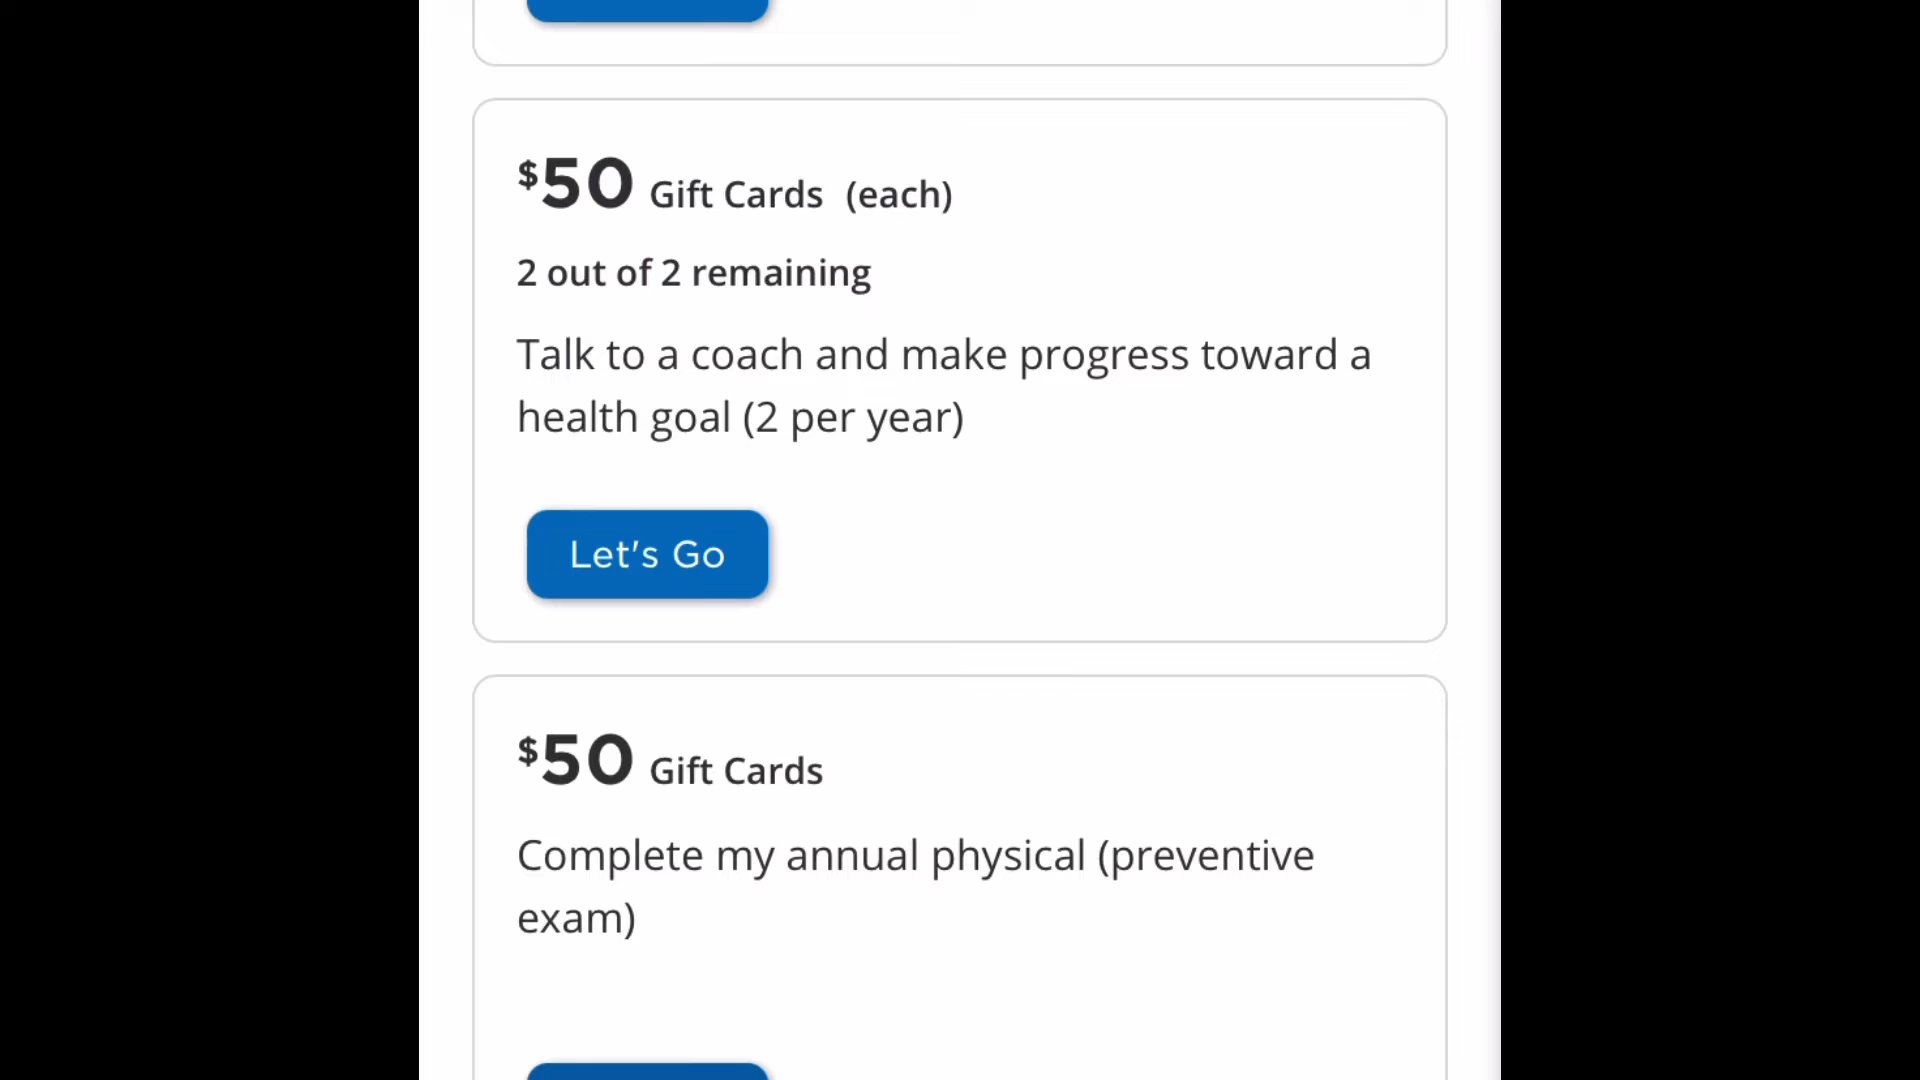 $50 Gift Cards (each)
2 out of 2 remaining
Talk to a coach and make progress toward a
health goal (2 per year)
Let's Go
$50 Gift Cards
Complete my annual physical (preventive
exam)